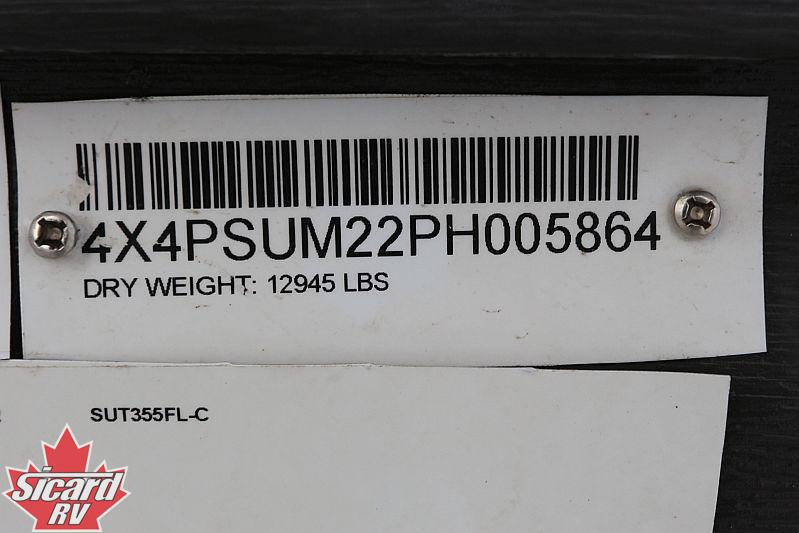 4X4PSUM22PH005864
DRY WEIGHT: 12945 LBS
SUT355FL-C
Sicard
RV